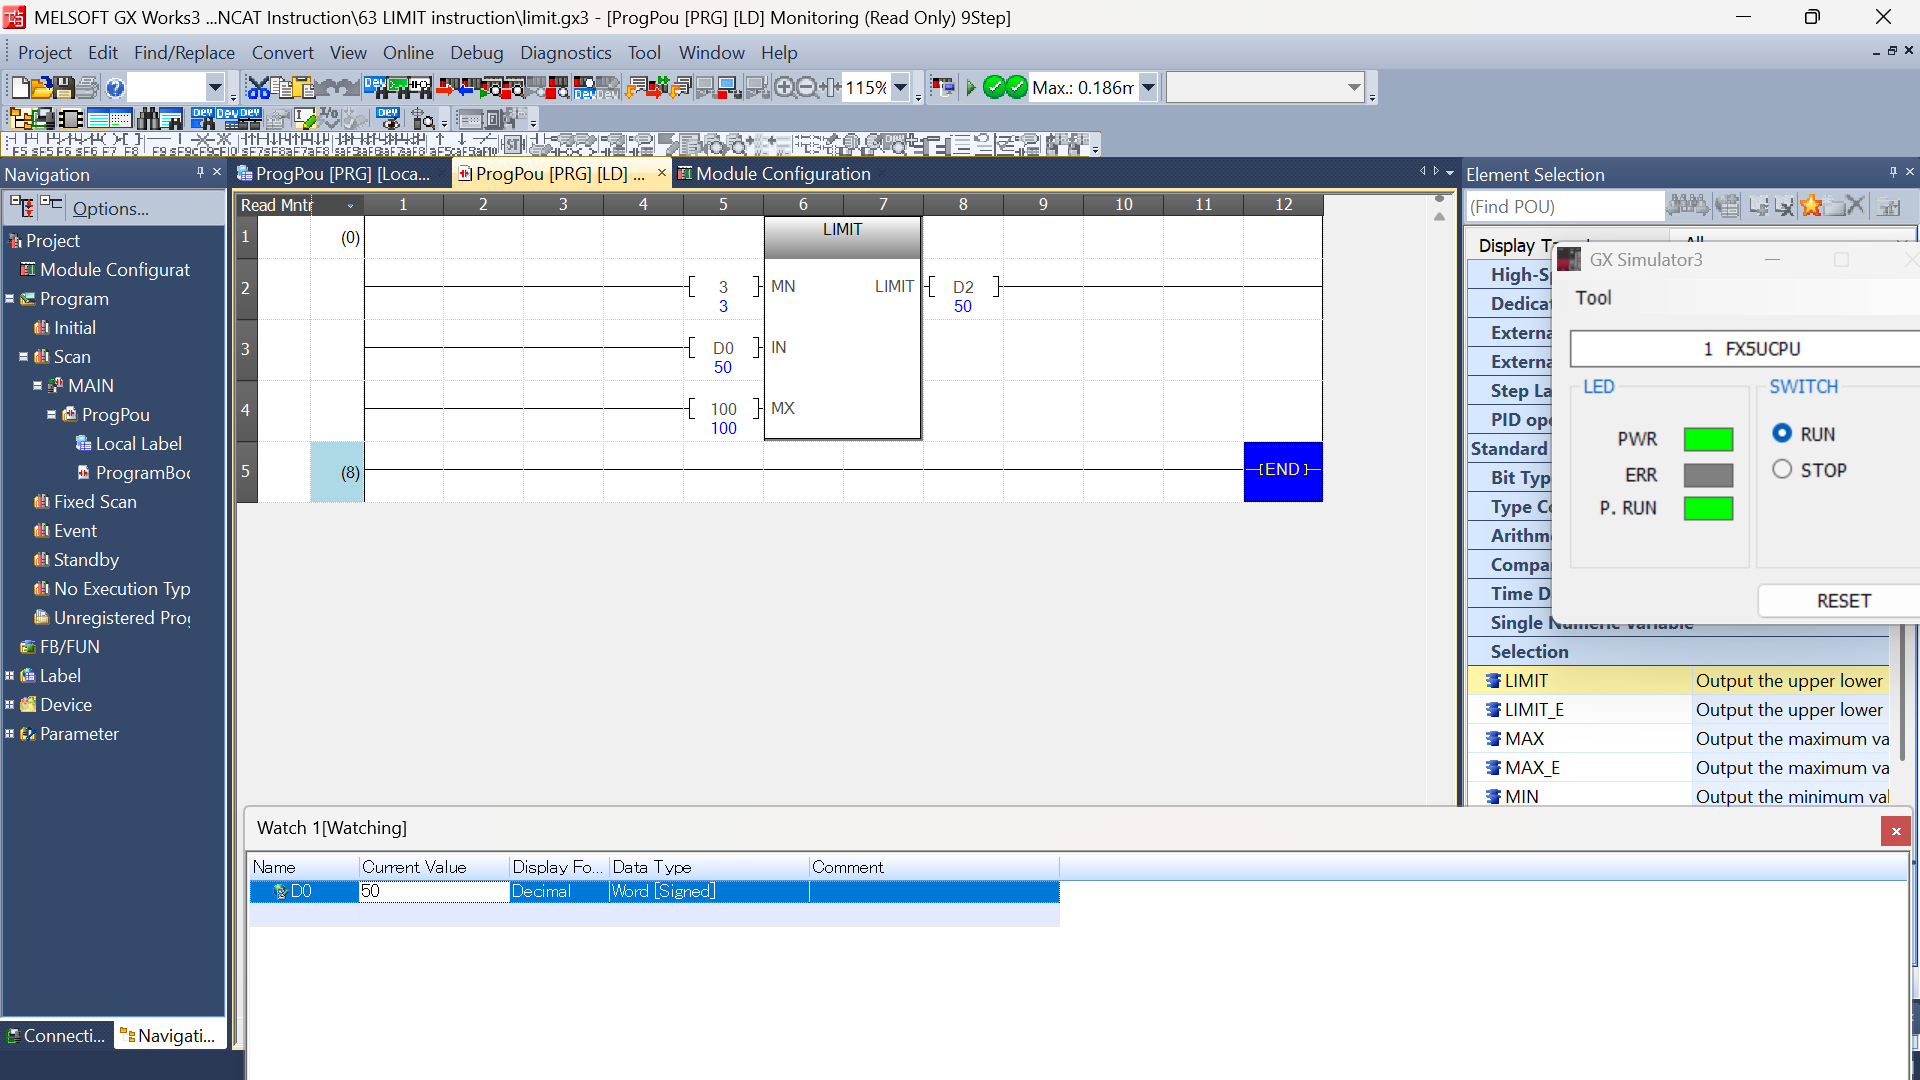 MELSOFT GX Works3 ...NCAT Instruction\63 LIMIT instruction\limit.gx3 - [ProgPou [PRG] [LD] Monitoring (Read Only) 9Step]
Project Edit Find/Replace Convert View Online Debug Diagnostics Tool Window Help
115% Max.: 0.186m
Navigation
Options...
Project
Module Configurat
Program
Initial
Scan
MAIN
ProgPou
Local Label
ProgramBoc
Fixed Scan
Event
Standby
No Execution Typ
Unregistered Prog
FB/FUN
Label
Device
Parameter
Connecti... Navigati...
ProgPou [PRG] [Loca... ProgPou [PRG] [LD] ... Module Configuration
Read Mntr 1 2 3 4 5 6 7 8 9 10 11 12
1 (0) LIMIT
2 3 MN LIMIT D2
3 50
3 D0 IN
50
4 100 MX
100
5 (8) [END]
Element Selection
(Find POU)
Display Ta All
High-S
Dedica
Externa
Externa
Step La
PID op
Standard
Bit Typ
Type C
Arithm
Compa
Time D
Single Numeric Variable
Selection
LIMIT Output the upper lower
LIMIT_E Output the upper lower
MAX Output the maximum va
MAX_E Output the maximum va
MIN Output the minimum val
GX Simulator3
Tool
1 FX5UCPU
LED SWITCH
PWR RUN
ERR STOP
P. RUN
RESET
Watch 1[Watching]
Name Current Value Display Fo... Data Type Comment
D0 50 Decimal Word [Signed]